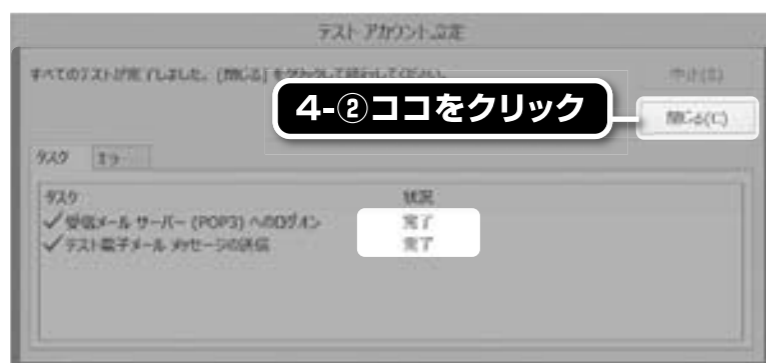 テスト アカウント設定
すべてのテストが完了しました。[閉じる] をクリックして続行してください。
中止(S)
4-②ココをクリック
閉じる(C)
タスク エラー
タスク 状況
✓ 受信メール サーバー (POP3) へのログオン 完了
✓ テスト電子メール メッセージの送信 完了